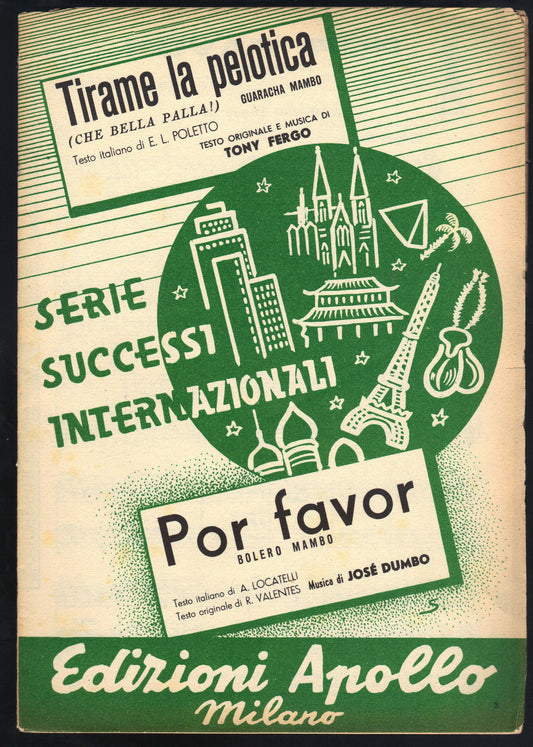 Tirame la pelotica
(CHE BELLA PALLA!) GUARACHA MAMBO
Testo italiano di E. L. POLETTO
TESTO ORIGINALE E MUSICA DI
TONY FERGO
SERIE
SUCCESSI
INTERNAZIONALI
Por favor
BOLERO MAMBO
Testo italiano di A. LOCATELLI
Testo originale di R. VALENTES
Musica di JOSÉ DUMBO
S
Edizioni Apollo
Milano
3